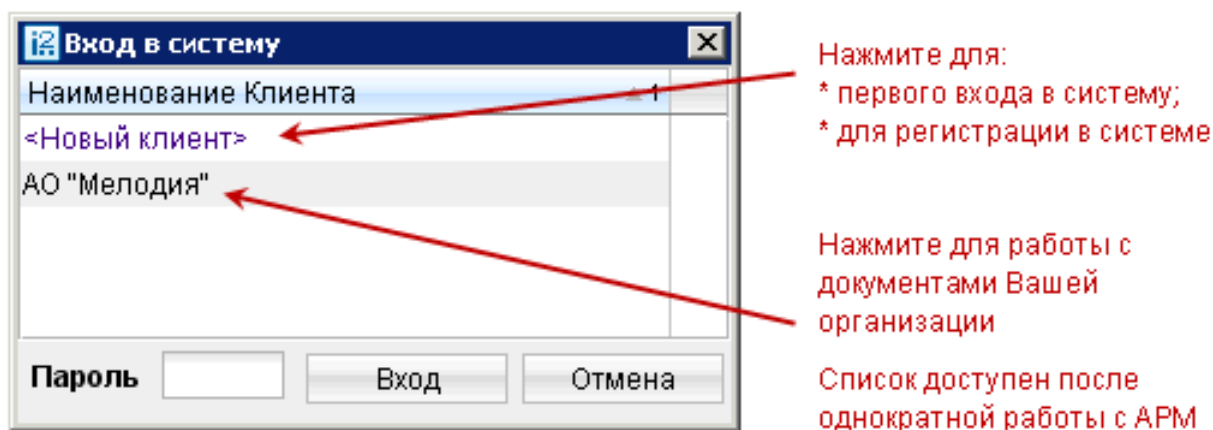 i2 Вход в систему
Наименование Клиента 1
<Новый клиент>
АО "Мелодия"
Пароль Вход Отмена
Нажмите для:
* первого входа в систему;
* для регистрации в системе
Нажмите для работы с
документами Вашей
организации
Список доступен после
однократной работы с АРМ